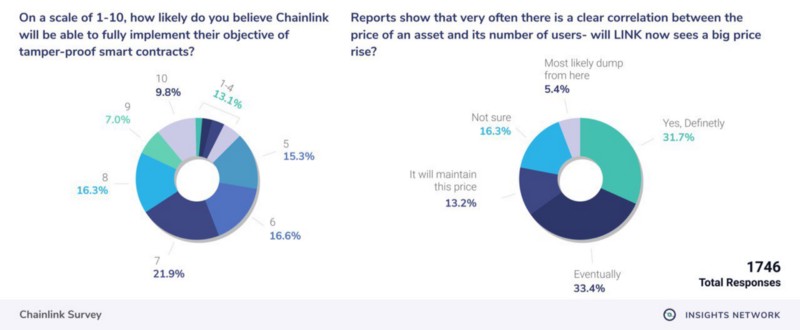 On a scale of 1-10, how likely do you believe Chainlink
will be able to fully implement their objective of
tamper-proof smart contracts?
10
9.8%
1-4
13.1%
9
7.0%
5
15.3%
8
16.3%
6
16.6%
7
21.9%
Reports show that very often there is a clear correlation between the
price of an asset and its number of users- will LINK now sees a big price
rise?
Most likely dump
from here
5.4%
Not sure
16.3%
Yes, Definetly
31.7%
It will maintain
this price
13.2%
Eventually
33.4%
1746
Total Responses
Chainlink Survey
INSIGHTS NETWORK